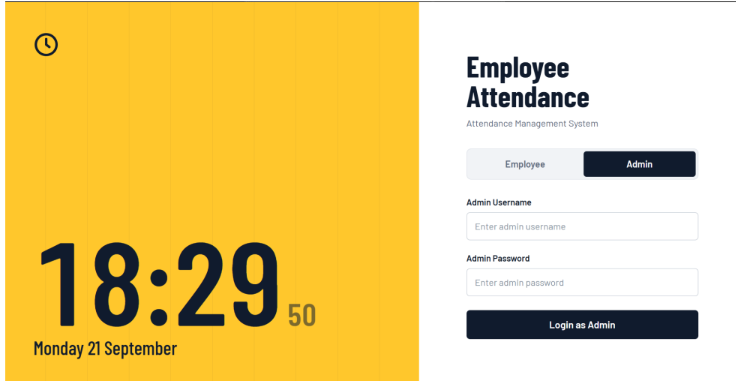 18:29 50
Monday 21 September
Employee
Attendance
Attendance Management System
Employee Admin
Admin Username
Enter admin username
Admin Password
Enter admin password
Login as Admin